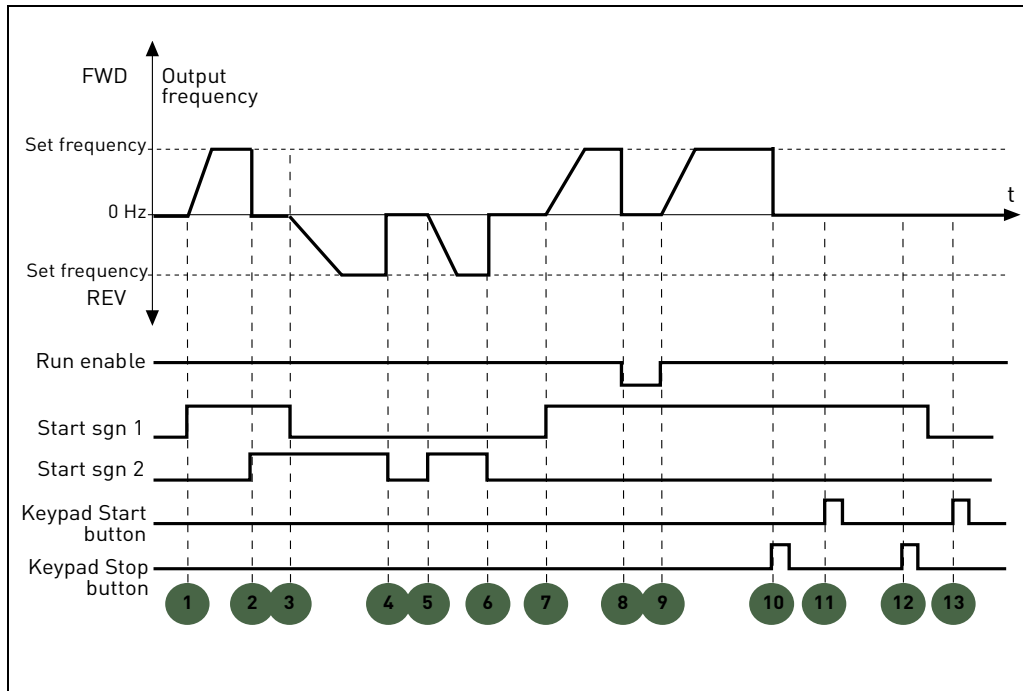 FWD
Output
frequency
Set frequency
0 Hz
t
Set frequency
REV
Run enable
Start sgn 1
Start sgn 2
Keypad Start
button
Keypad Stop
button
1 2 3 4 5 6 7 8 9 10 11 12 13